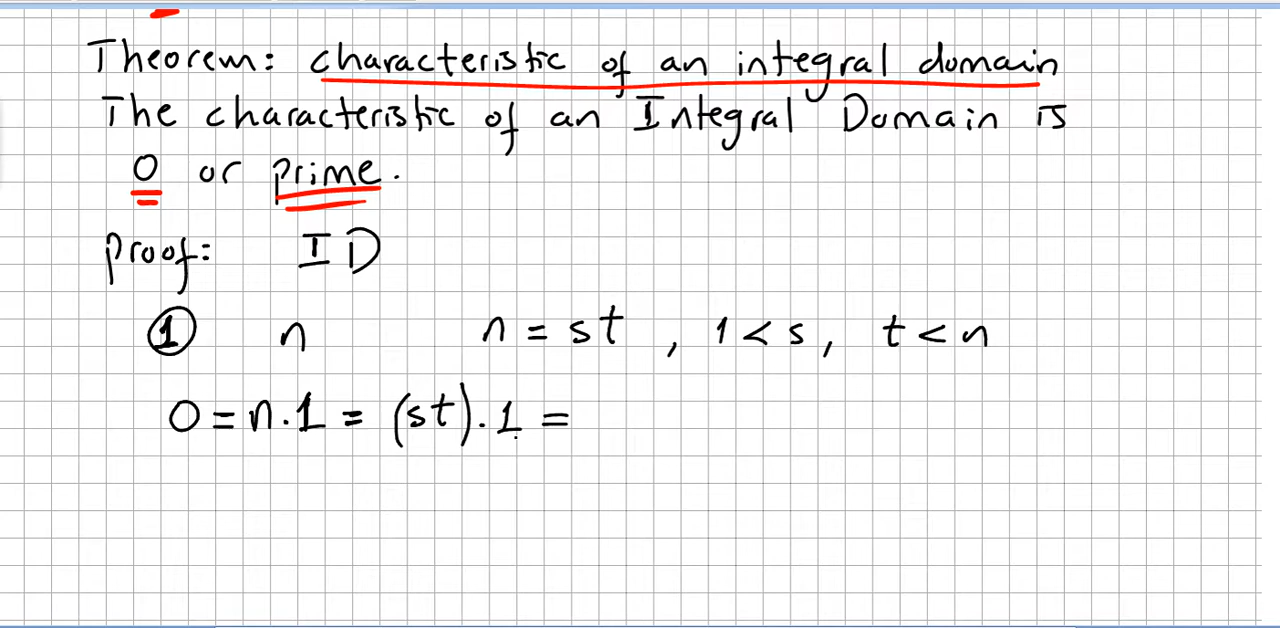 Theorem: characteristic of an integral domain
The characteristic of an Integral Domain is
0 or prime.
proof: ID
① n n = st , 1 < s, t < n
0 = n.1 = (st).1 =